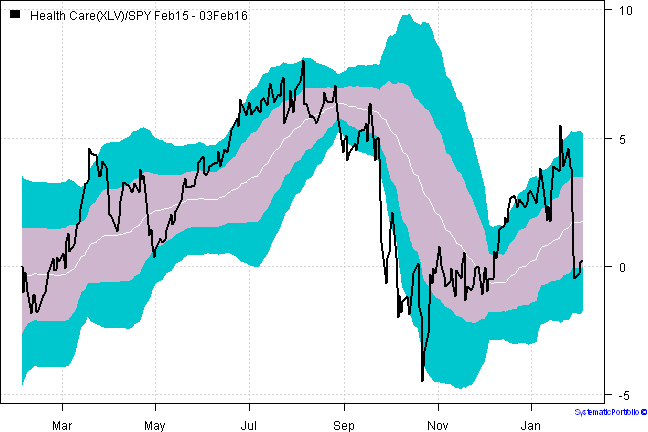 Health Care(XLV)/SPY Feb15 - 03Feb16
10
5
0
-5
Mar May Jul Sep Nov Jan
SystematicPortfolio ©